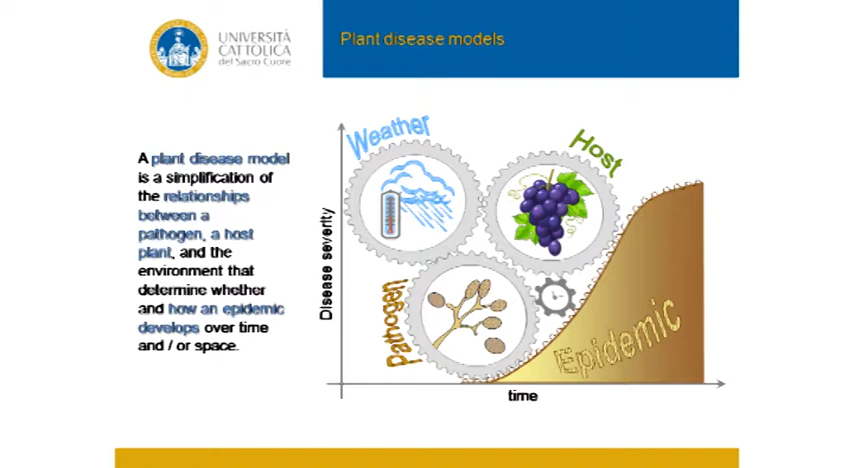 UNIVERSITÀ
CATTOLICA
del Sacro Cuore
Plant disease models
A plant disease model
is a simplification of
the relationships
between a
pathogen, a host
plant, and the
environment that
determine whether
and how an epidemic
develops over time
and / or space.
Weather
Host
Disease severity
Pathogen
Epidemic
time